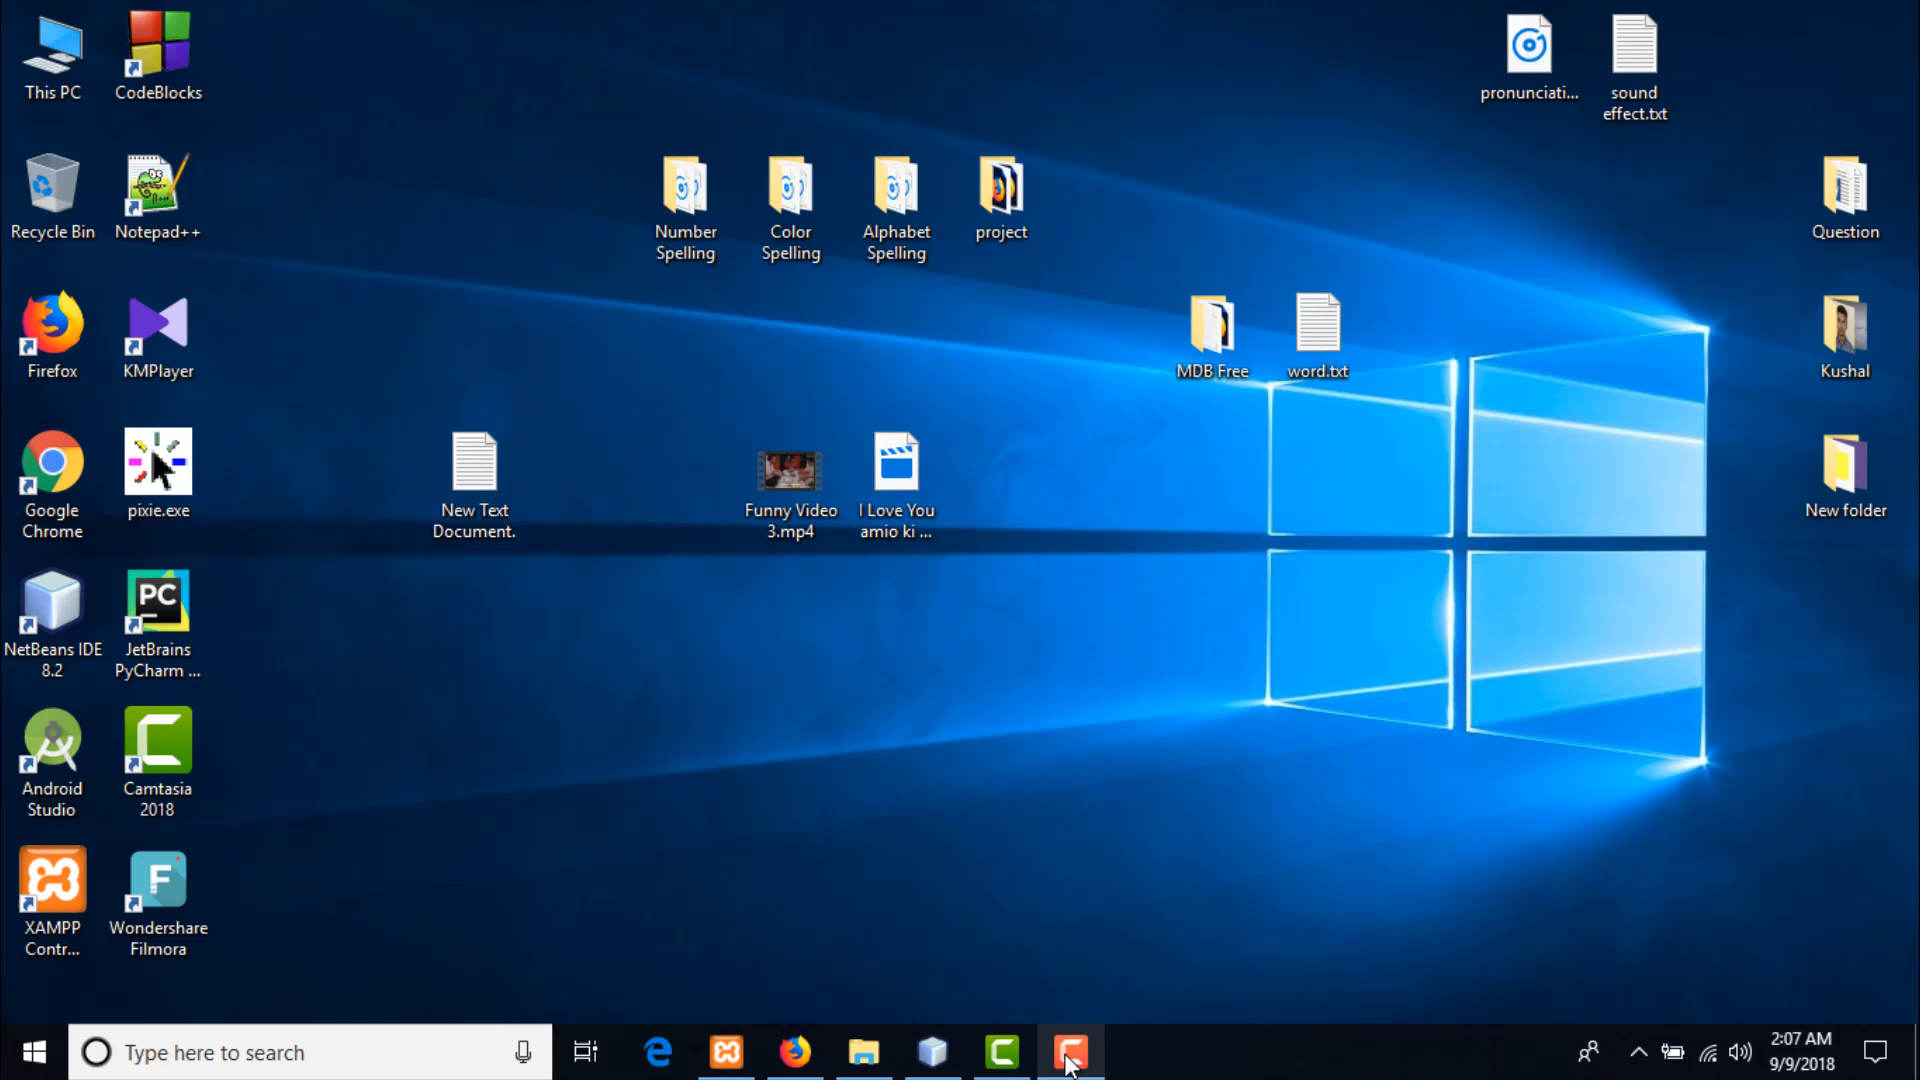 This PC
CodeBlocks
pronunciati...
sound
effect.txt
Recycle Bin
Notepad++
Number
Spelling
Color
Spelling
Alphabet
Spelling
project
Question
Firefox
KMPlayer
MDB Free
word.txt
Kushal
Google
Chrome
pixie.exe
New Text
Document.
Funny Video
3.mp4
I Love You
amio ki ...
New folder
PC
NetBeans IDE
8.2
JetBrains
PyCharm ...
Android
Studio
Camtasia
2018
F
XAMPP
Contr...
Wondershare
Filmora
Type here to search
2:07 AM
9/9/2018